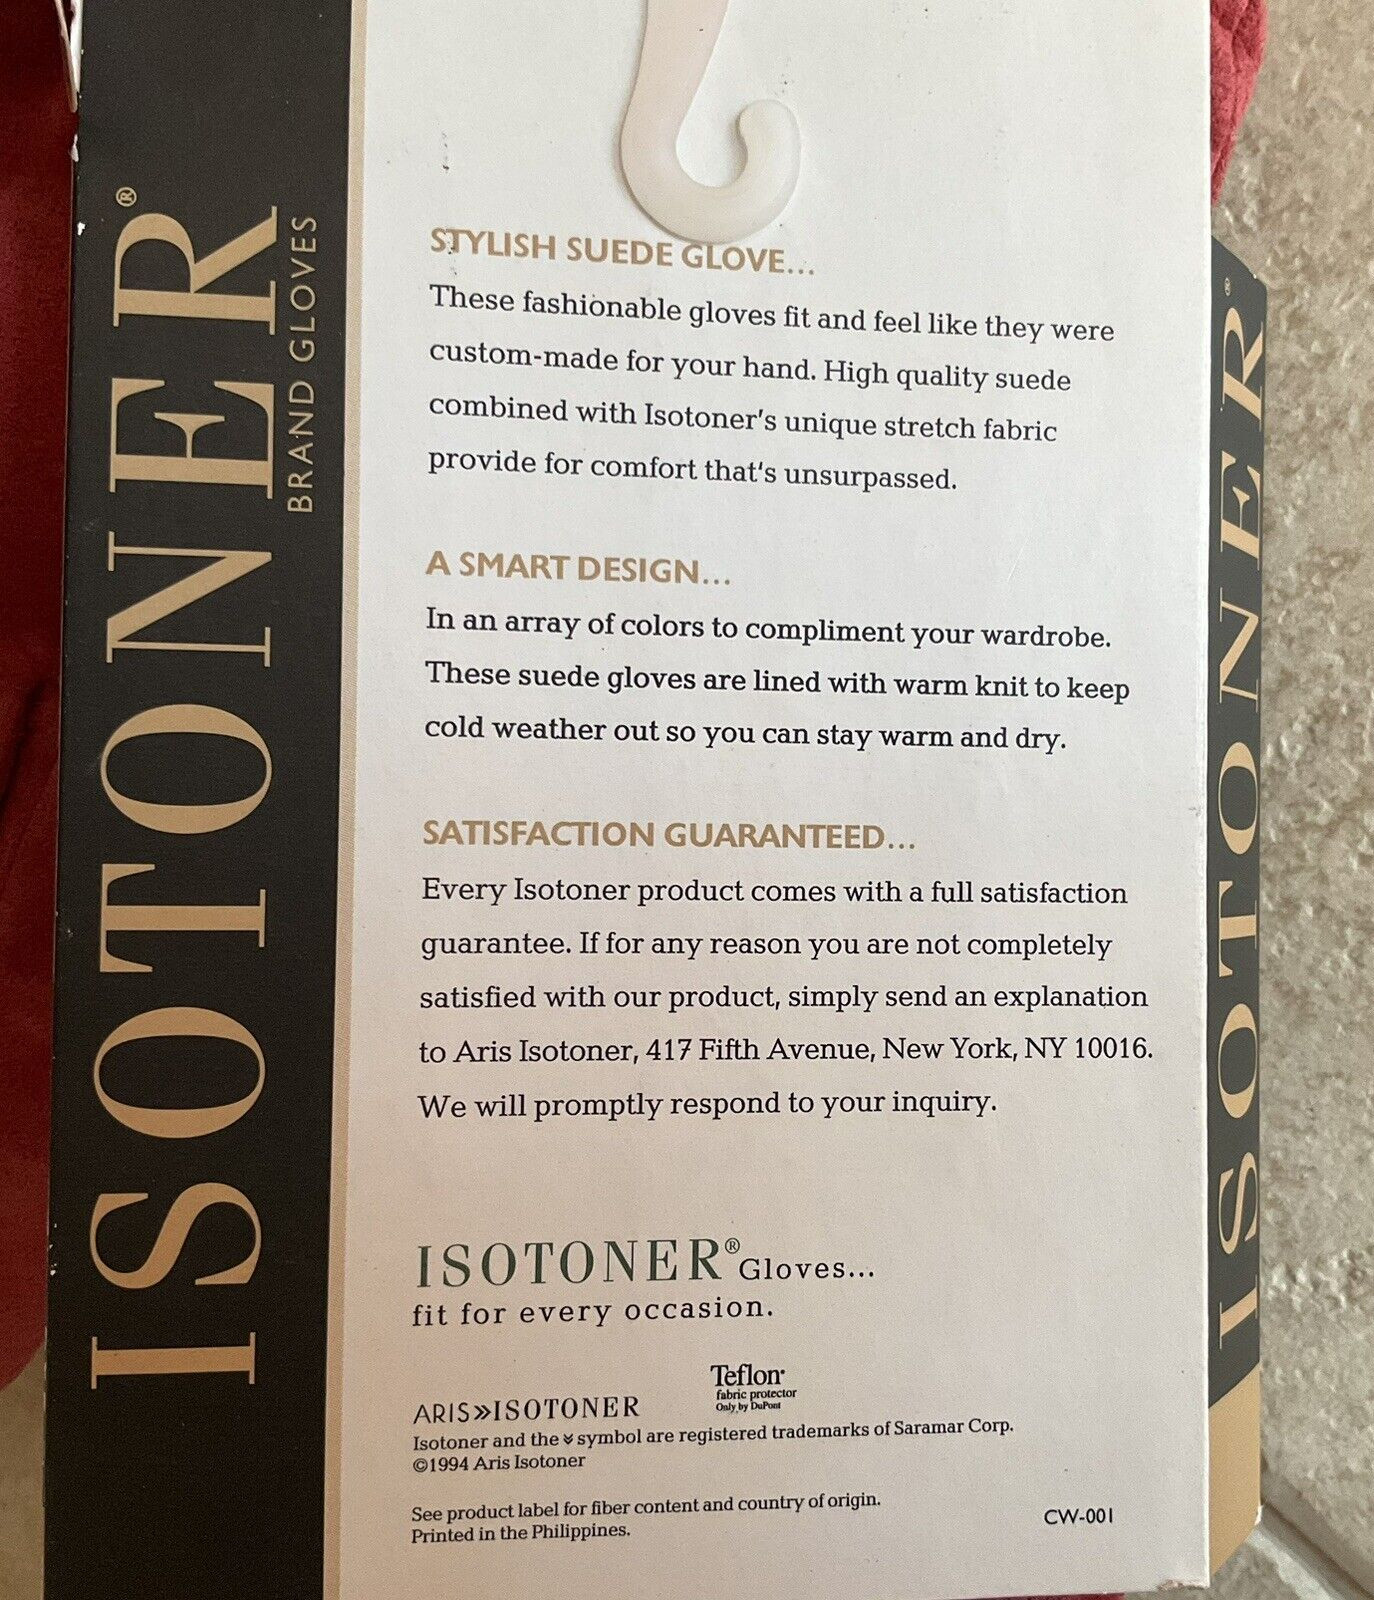 ISOTONER®
BRAND GLOVES
STYLISH SUEDE GLOVE...
These fashionable gloves fit and feel like they were
custom-made for your hand. High quality suede
combined with Isotoner's unique stretch fabric
provide for comfort that's unsurpassed.
A SMART DESIGN...
In an array of colors to compliment your wardrobe.
These suede gloves are lined with warm knit to keep
cold weather out so you can stay warm and dry.
SATISFACTION GUARANTEED...
Every Isotoner product comes with a full satisfaction
guarantee. If for any reason you are not completely
satisfied with our product, simply send an explanation
to Aris Isotoner, 417 Fifth Avenue, New York, NY 10016.
We will promptly respond to your inquiry.
ISOTONER® Gloves...
fit for every occasion.
Teflon®
fabric protector
Only by DuPont
ARIS»ISOTONER
Isotoner and the symbol are registered trademarks of Saramar Corp.
©1994 Aris Isotoner
See product label for fiber content and country of origin.
Printed in the Philippines.
CW-001
ISOTONER®